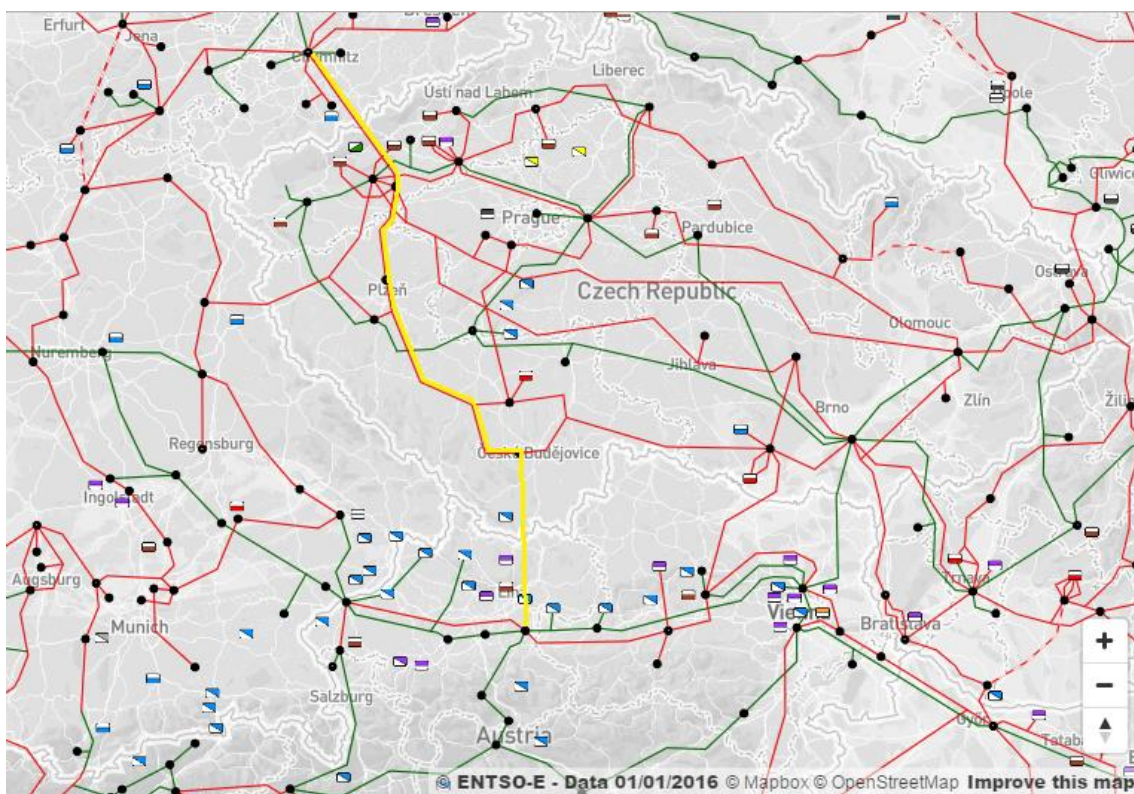 Erfurt
Jena
Chemnitz
Liberec
Ústí nad Labem
Opole
Gliwice
Prague
Pardubice
Ostrava
Plzeň
Czech Republic
Olomouc
Nuremberg
Jihlava
Brno
Zlín
Regensburg
České Budějovice
Ingolstadt
Augsburg
Trnava
Munich
Bratislava
Salzburg
Austria
Győr
+
−
© ENTSO-E - Data 01/01/2016 © Mapbox © OpenStreetMap Improve this map